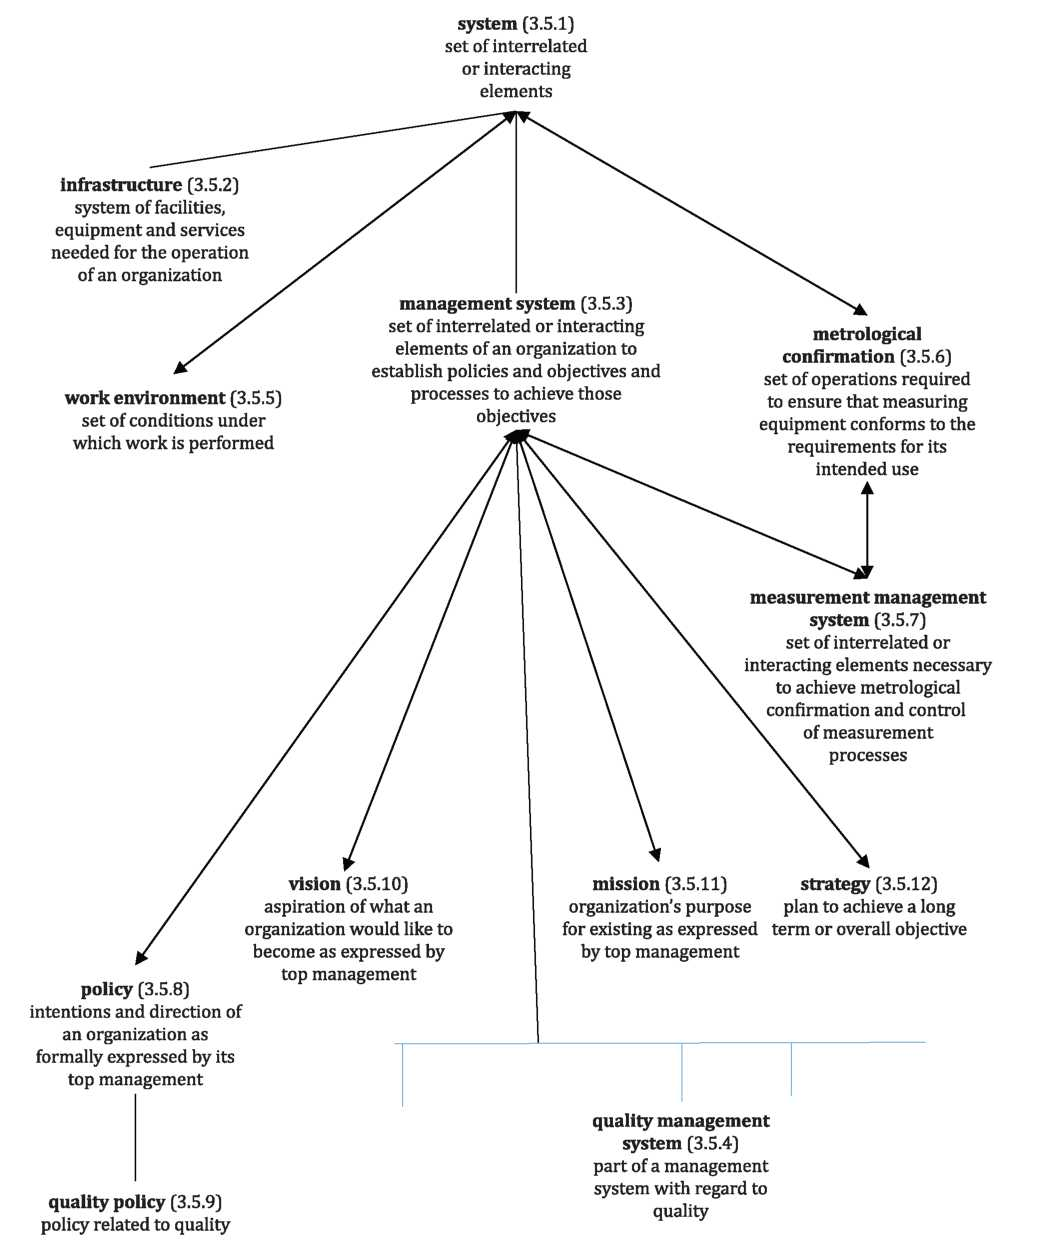 system (3.5.1)
set of interrelated
or interacting
elements
infrastructure (3.5.2)
system of facilities,
equipment and services
needed for the operation
of an organization
management system (3.5.3)
set of interrelated or interacting
elements of an organization to
establish policies and objectives and
processes to achieve those
objectives
metrological
confirmation (3.5.6)
set of operations required
to ensure that measuring
equipment conforms to the
requirements for its
intended use
work environment (3.5.5)
set of conditions under
which work is performed
measurement management
system (3.5.7)
set of interrelated or
interacting elements necessary
to achieve metrological
confirmation and control
of measurement
processes
vision (3.5.10)
aspiration of what an
organization would like to
become as expressed by
top management
mission (3.5.11)
organization's purpose
for existing as expressed
by top management
strategy (3.5.12)
plan to achieve a long
term or overall objective
policy (3.5.8)
intentions and direction of
an organization as
formally expressed by its
top management
quality management
system (3.5.4)
part of a management
system with regard to
quality
quality policy (3.5.9)
policy related to quality